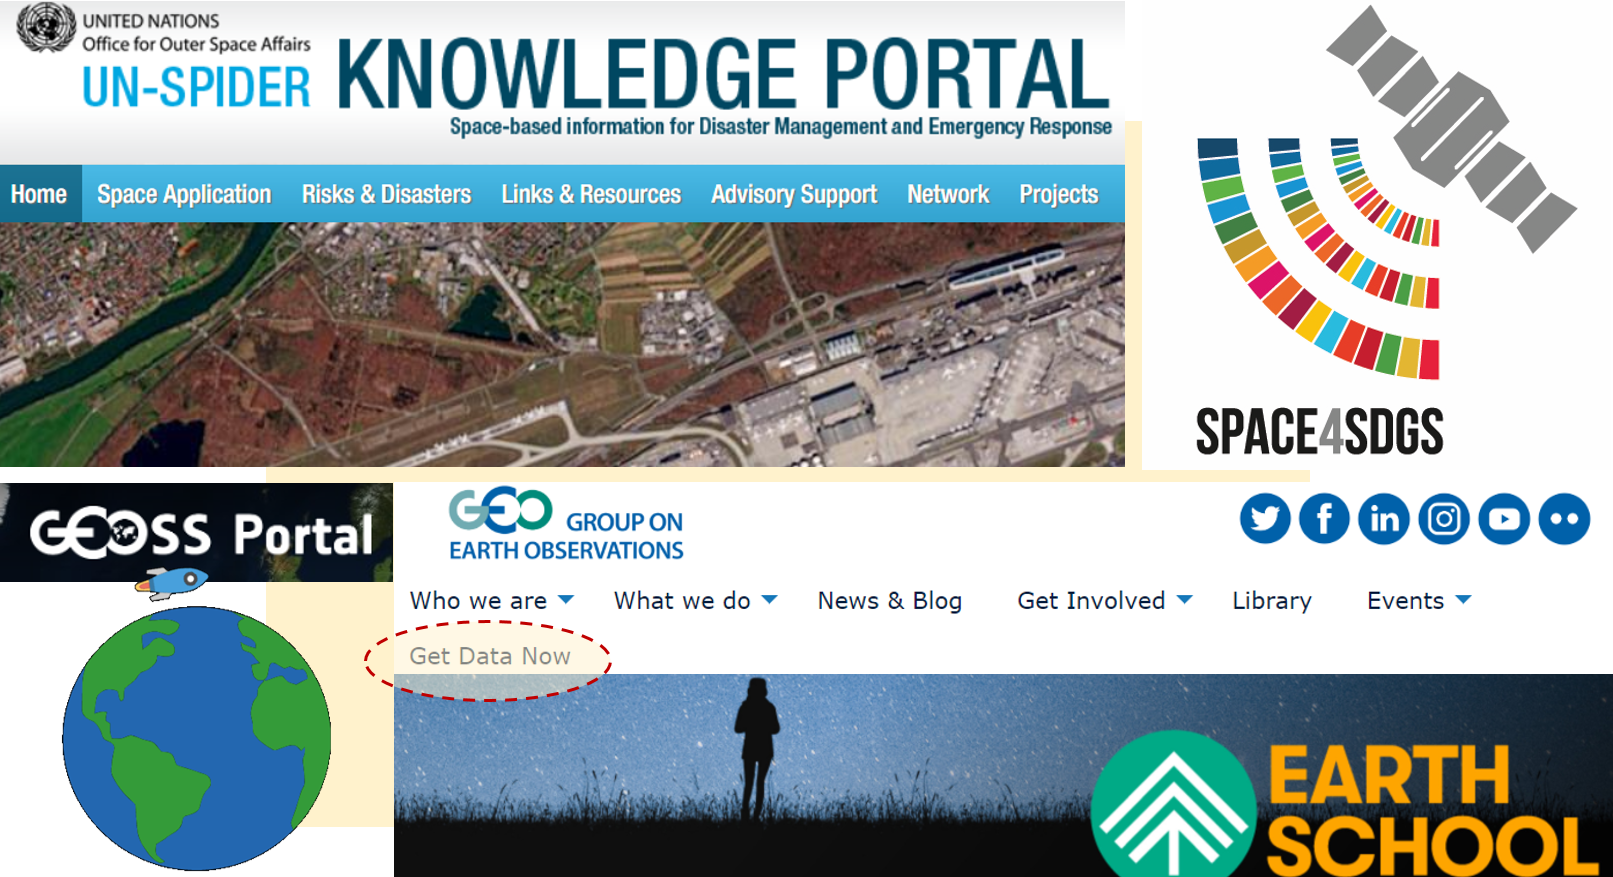 UNITED NATIONS
Office for Outer Space Affairs
UN-SPIDER
KNOWLEDGE PORTAL
Space-based information for Disaster Management and Emergency Response
Home Space Application Risks & Disasters Links & Resources Advisory Support Network Projects
SPACE4SDGS
GEOSS Portal
GEO GROUP ON
EARTH OBSERVATIONS
Who we are What we do News & Blog Get Involved Library Events
Get Data Now
EARTH
SCHOOL